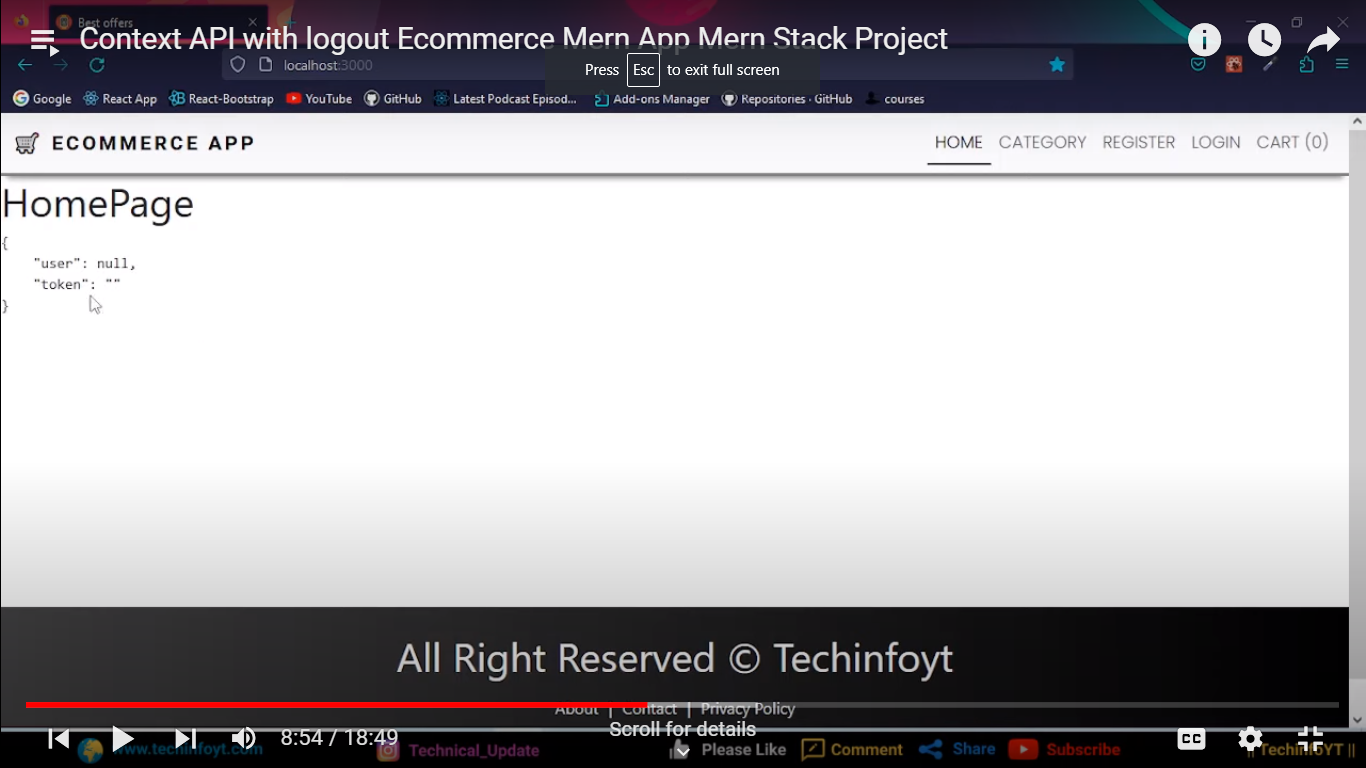 Best offers
Context API with logout Ecommerce Mern App Mern Stack Project
Press Esc to exit full screen
localhost:3000
Google React App React-Bootstrap YouTube GitHub Latest Podcast Episod... Add-ons Manager Repositories · GitHub courses
ECOMMERCE APP HOME CATEGORY REGISTER LOGIN CART (0)
HomePage
{
"user": null,
"token": ""
}
All Right Reserved © Techinfoyt
About | Contact | Privacy Policy
Scroll for details
8:54 / 18:49 CC
www.techinfoyt.com Technical_Update Please Like Comment Share Subscribe || TechinfoYT ||